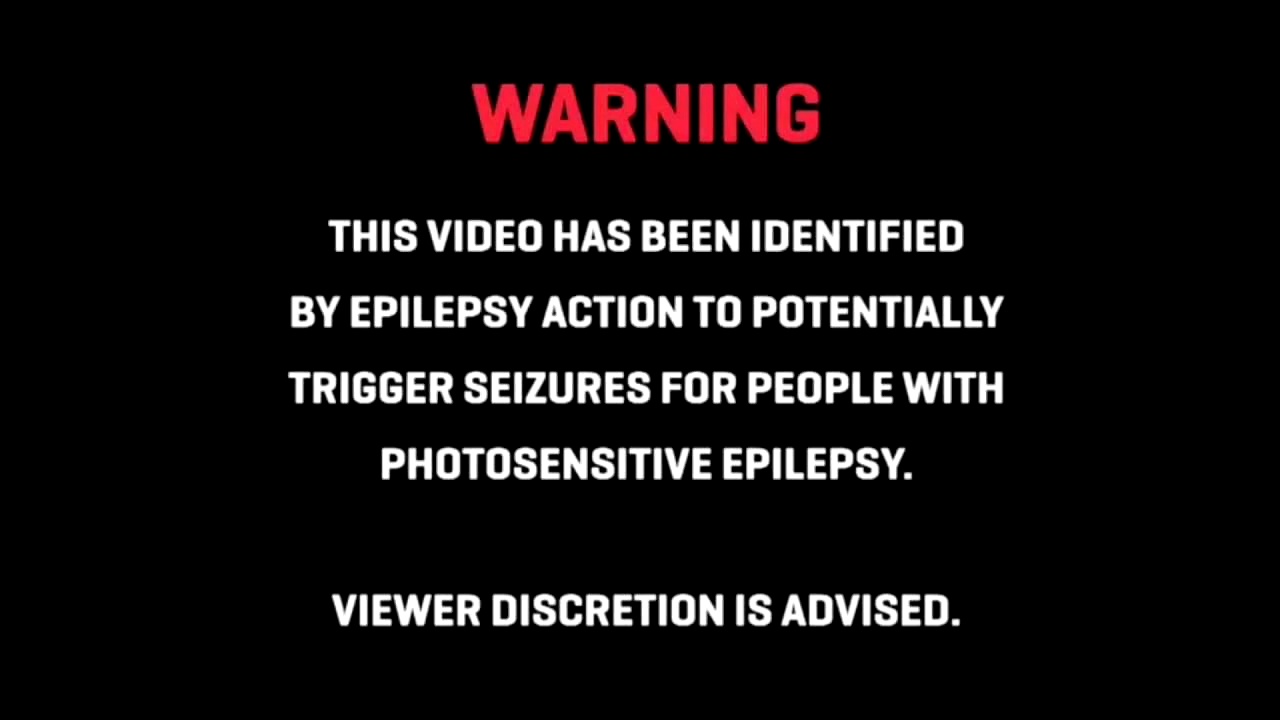 WARNING
THIS VIDEO HAS BEEN IDENTIFIED
BY EPILEPSY ACTION TO POTENTIALLY
TRIGGER SEIZURES FOR PEOPLE WITH
PHOTOSENSITIVE EPILEPSY.
VIEWER DISCRETION IS ADVISED.